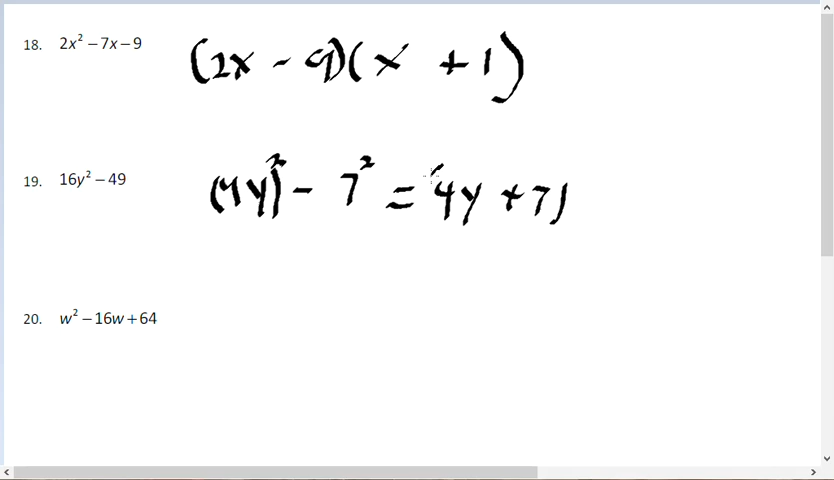 18. 2x² – 7x – 9 (2x - 9)(x + 1)
19. 16y² – 49 (4y)² - 7² = (4y + 7)
20. w² – 16w + 64